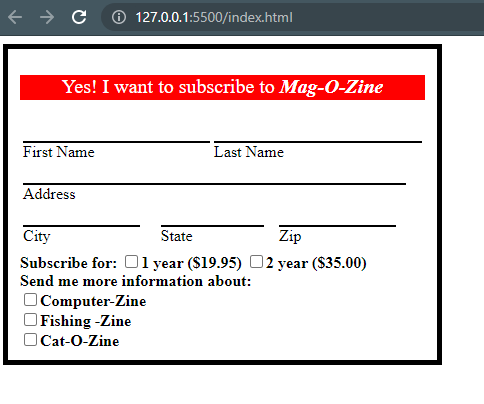 127.0.0.1:5500/index.html
Yes! I want to subscribe to Mag-O-Zine
First Name Last Name
Address
City State Zip
Subscribe for: 1 year ($19.95) 2 year ($35.00)
Send me more information about:
Computer-Zine
Fishing -Zine
Cat-O-Zine